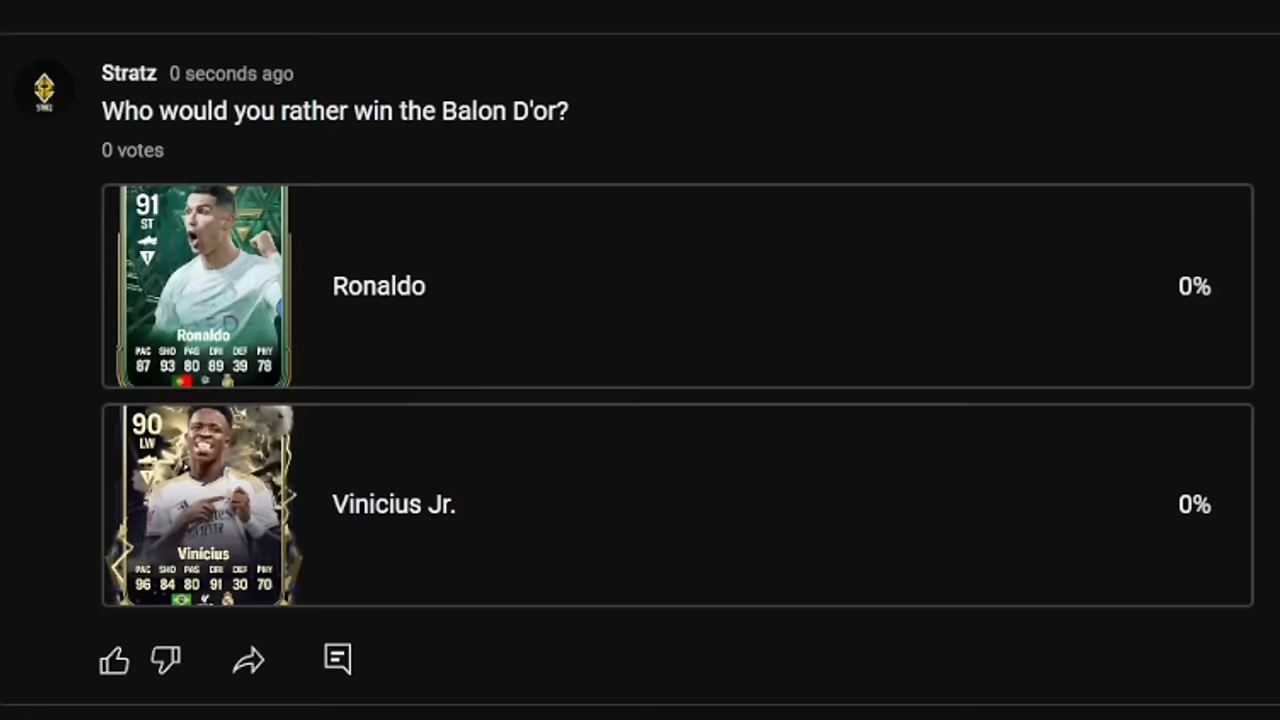 Stratz 0 seconds ago
Who would you rather win the Balon D'or?
0 votes
91
ST
Ronaldo
PAC SHO PAS DRI DEF PHY
87 93 80 89 39 78
Ronaldo
0%
90
LW
Vinícius
PAC SHO PAS DRI DEF PHY
96 84 80 91 30 70
Vinicius Jr.
0%